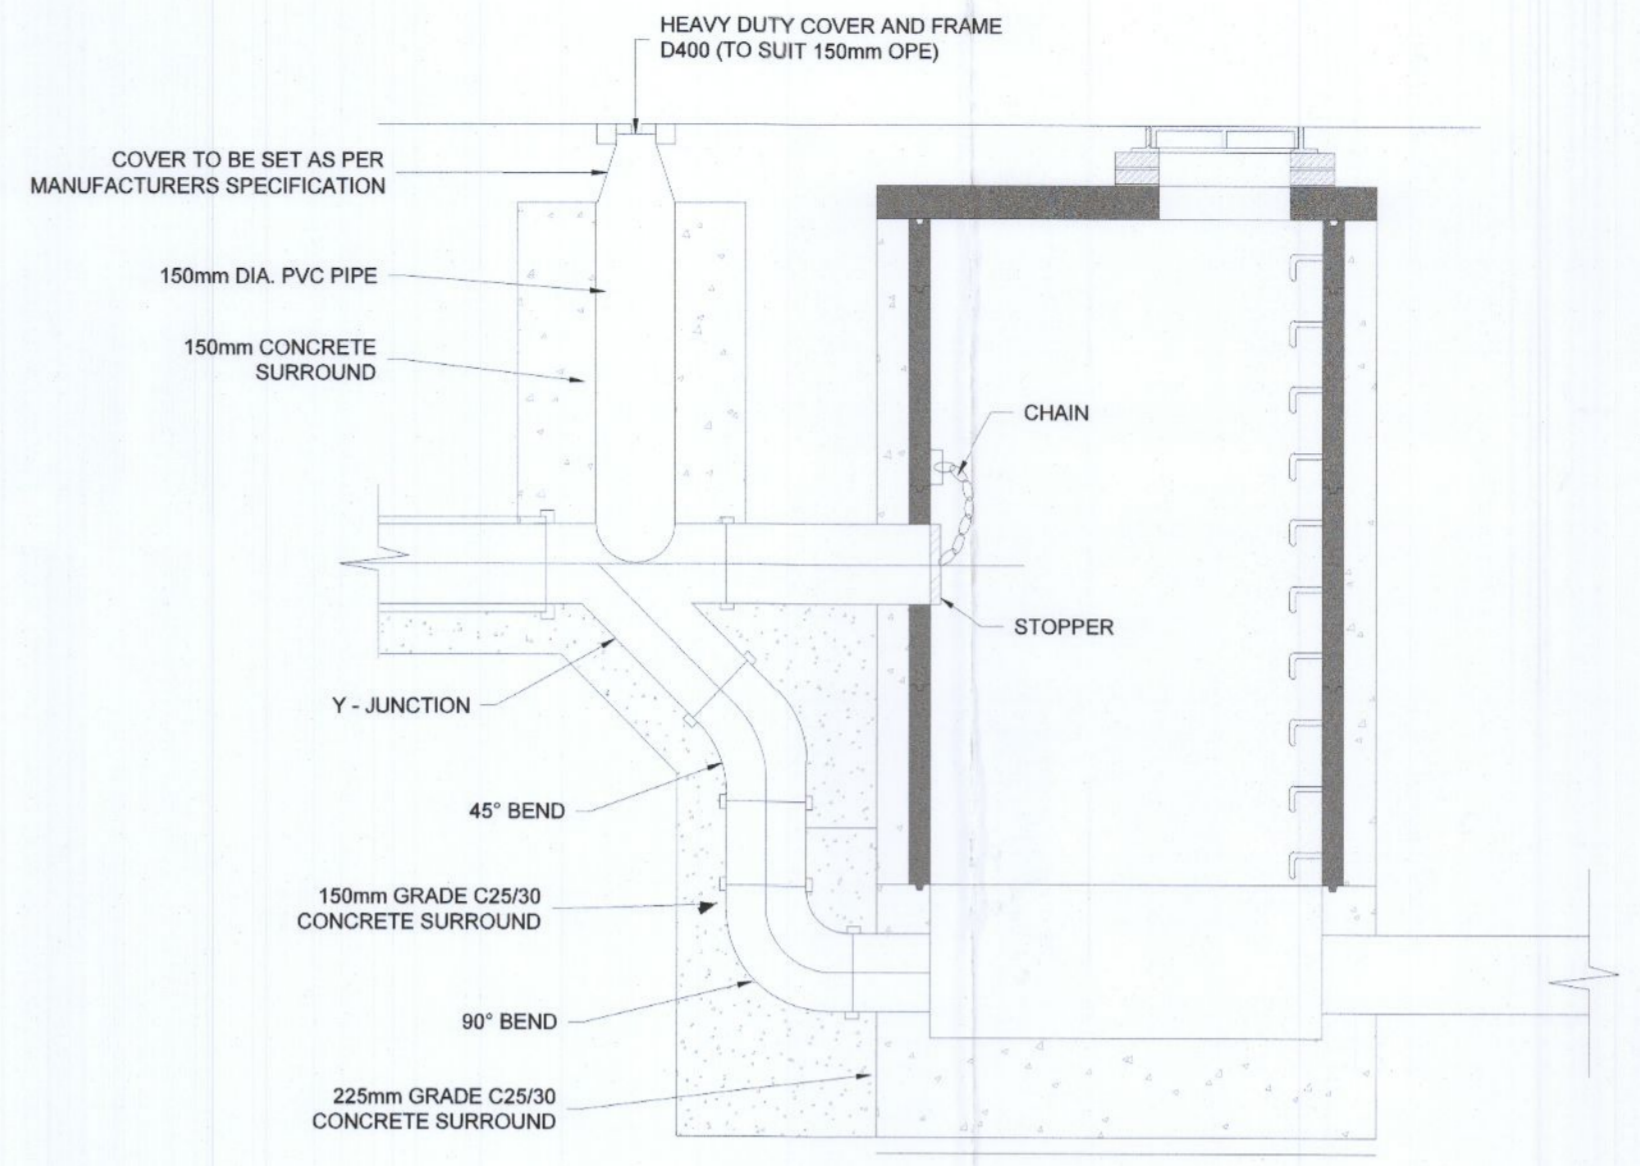 HEAVY DUTY COVER AND FRAME
D400 (TO SUIT 150mm OPE)
COVER TO BE SET AS PER
MANUFACTURERS SPECIFICATION
150mm DIA. PVC PIPE
150mm CONCRETE
SURROUND
CHAIN
STOPPER
Y - JUNCTION
45° BEND
150mm GRADE C25/30
CONCRETE SURROUND
90° BEND
225mm GRADE C25/30
CONCRETE SURROUND